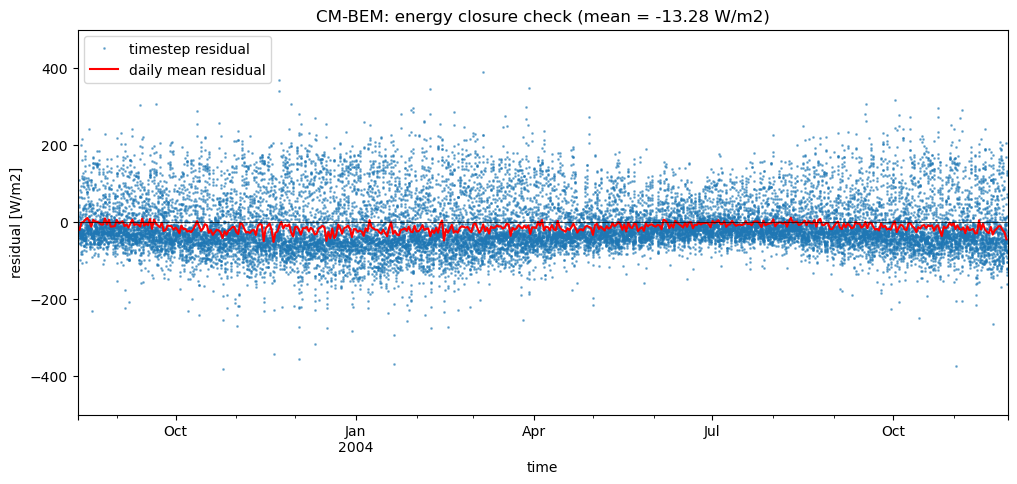 CM-BEM: energy closure check (mean = -13.28 W/m2)
timestep residual
daily mean residual
residual [W/m2]
400
200
0
−200
−400
Oct
Jan
2004
Apr
Jul
Oct
time